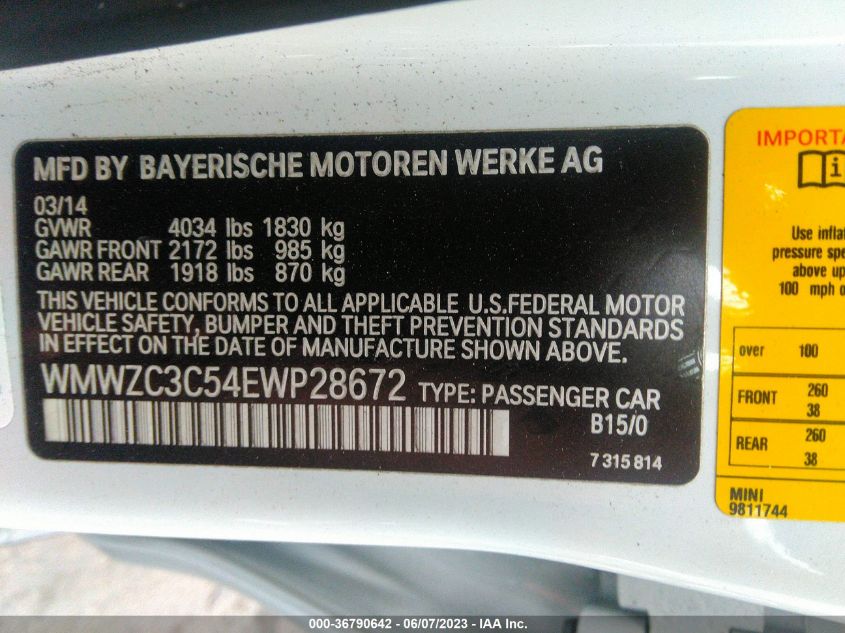 MFD BY BAYERISCHE MOTOREN WERKE AG
03/14
GVWR 4034 lbs 1830 kg
GAWR FRONT 2172 lbs 985 kg
GAWR REAR 1918 lbs 870 kg
THIS VEHICLE CONFORMS TO ALL APPLICABLE U.S.FEDERAL MOTOR
VEHICLE SAFETY, BUMPER AND THEFT PREVENTION STANDARDS
IN EFFECT ON THE DATE OF MANUFACTURE SHOWN ABOVE.
WMWZC3C54EWP28672 TYPE: PASSENGER CAR
B15/0
7315814
IMPORTA
i
Use infla
pressure spe
above up
100 mph o
over 100
FRONT 260
38
REAR 260
38
MINI
9811744
000-36790642 - 06/07/2023 - IAA Inc.